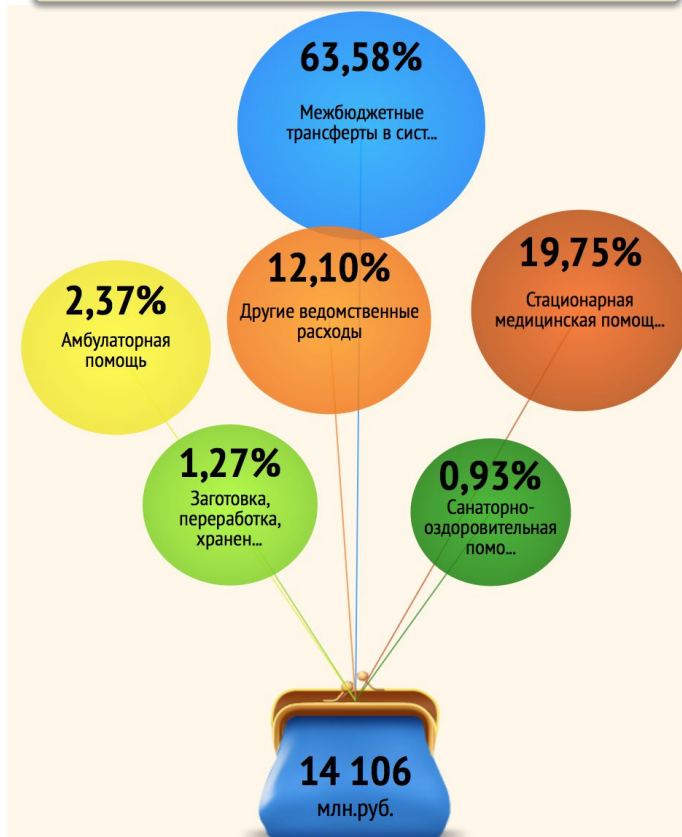 63,58%
Межбюджетные
трансферты в сист...
19,75%
Стационарная
медицинская помощ...
12,10%
Другие ведомственные
расходы
2,37%
Амбулаторная
помощь
1,27%
Заготовка,
переработка,
хранен...
0,93%
Санаторно-
оздоровительная
помо...
14 106
млн.руб.